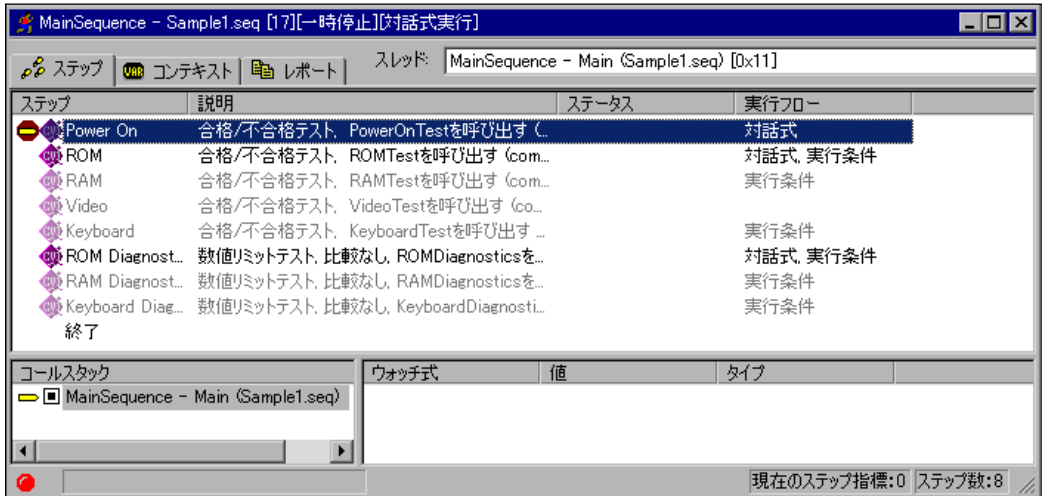 MainSequence - Sample1.seq [17][一時停止][対話式実行]
ステップ コンテキスト レポート スレッド: MainSequence - Main (Sample1.seq) [0x11]
ステップ 説明 ステータス 実行フロー
Power On 合格/不合格テスト, PowerOnTestを呼び出す (... 対話式
ROM 合格/不合格テスト, ROMTestを呼び出す (com... 対話式, 実行条件
RAM 合格/不合格テスト, RAMTestを呼び出す (com... 実行条件
Video 合格/不合格テスト, VideoTestを呼び出す (co...
Keyboard 合格/不合格テスト, KeyboardTestを呼び出す ... 実行条件
ROM Diagnost... 数値リミットテスト, 比較なし, ROMDiagnosticsを... 対話式, 実行条件
RAM Diagnost... 数値リミットテスト, 比較なし, RAMDiagnosticsを... 実行条件
Keyboard Diag... 数値リミットテスト, 比較なし, KeyboardDiagnosti... 実行条件
終了
コールスタック ウォッチ式 値 タイプ
MainSequence - Main (Sample1.seq)
現在のステップ指標:0 ステップ数:8